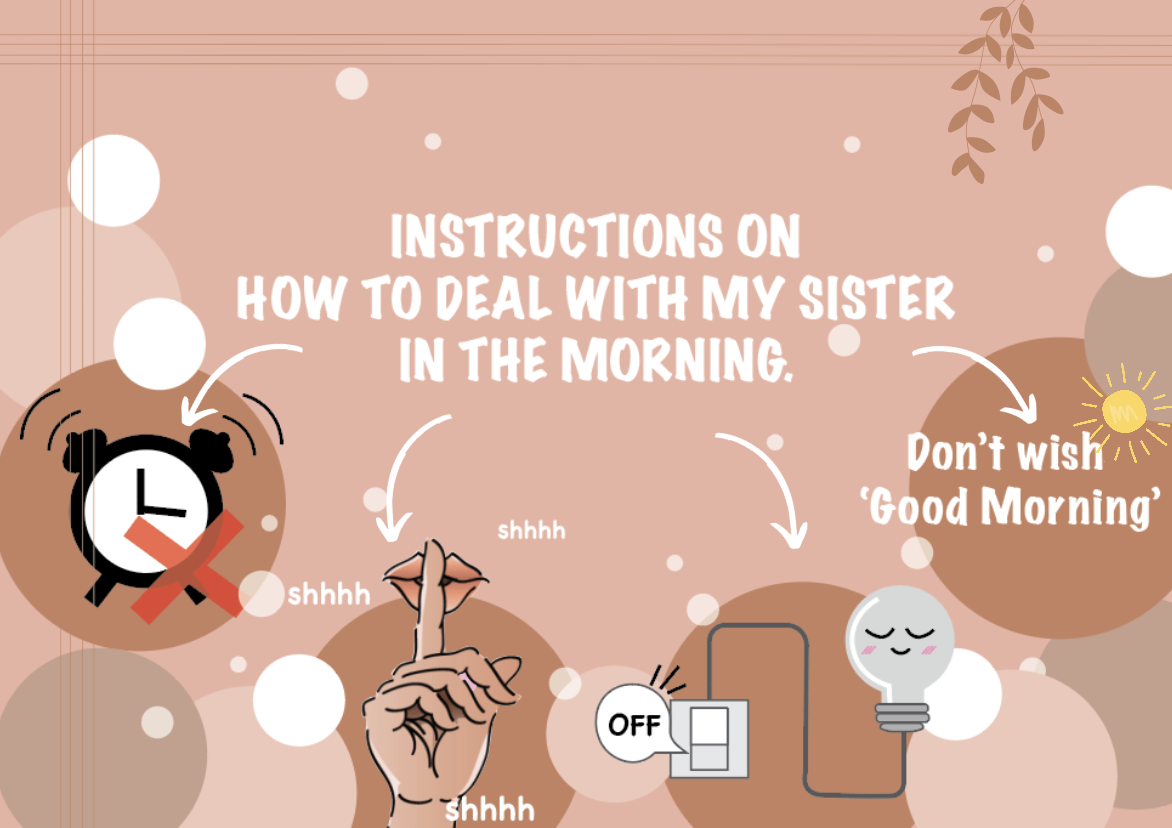 INSTRUCTIONS ON
HOW TO DEAL WITH MY SISTER
IN THE MORNING.
Don't wish
‘Good Morning’
shhhh
shhhh
OFF
shhhh